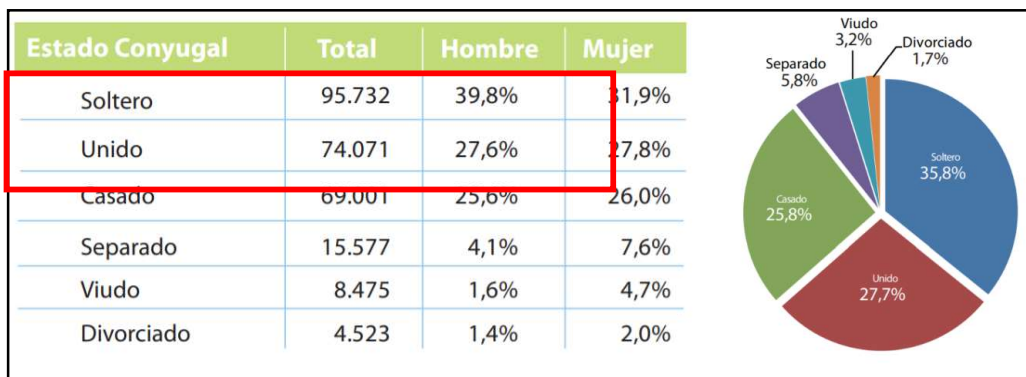 Estado Conyugal Total Hombre Mujer
Soltero 95.732 39,8% 31,9%
Unido 74.071 27,6% 27,8%
Casado 69.001 25,6% 26,0%
Separado 15.577 4,1% 7,6%
Viudo 8.475 1,6% 4,7%
Divorciado 4.523 1,4% 2,0%
Viudo
3,2%
Divorciado
1,7%
Separado
5,8%
Soltero
35,8%
Casado
25,8%
Unido
27,7%